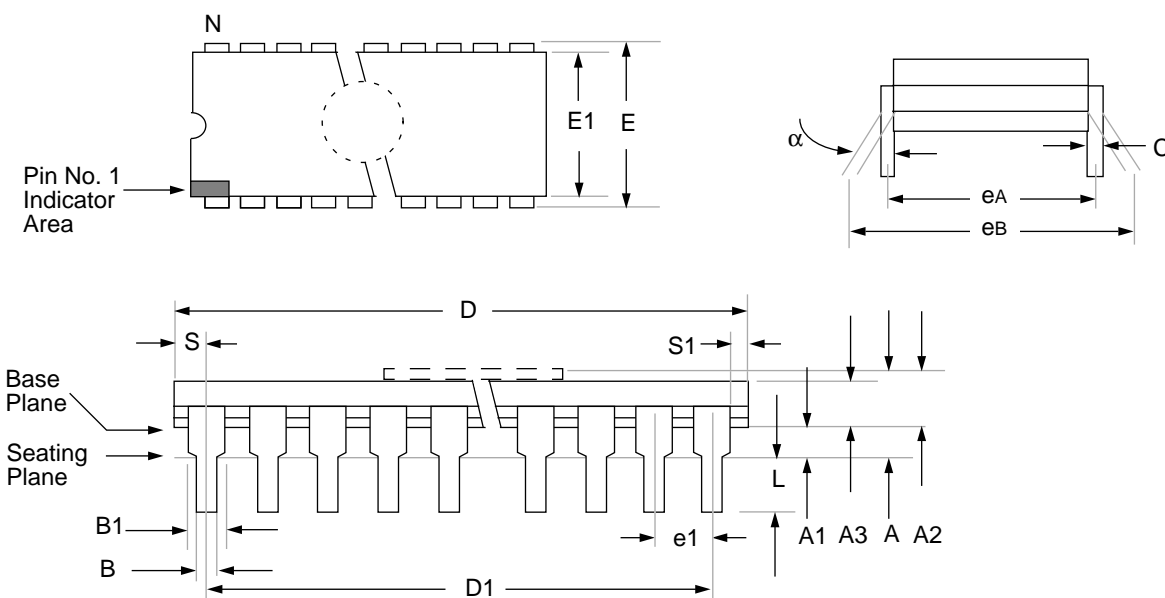 N
E1
E
Pin No. 1
Indicator
Area
α
C
eA
eB
D
S
S1
Base
Plane
Seating
Plane
L
B1
e1
A1
A3
A
A2
B
D1